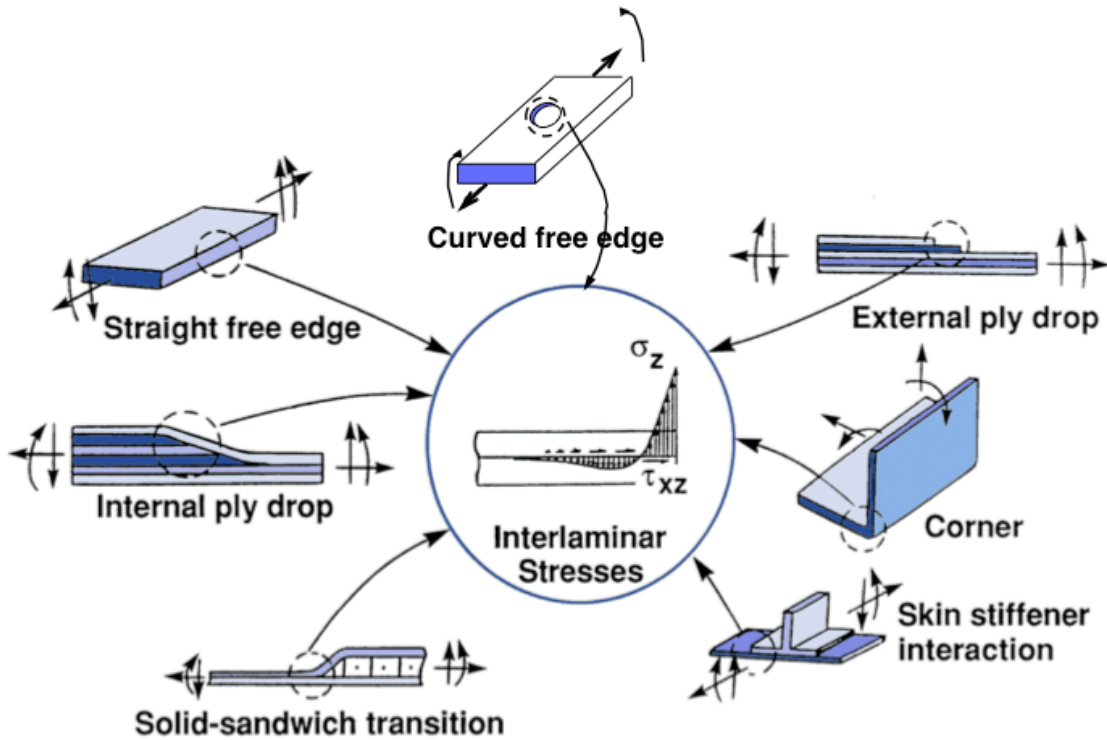 Curved free edge
Straight free edge
External ply drop
σz
τxz
Internal ply drop
Interlaminar
Stresses
Corner
Skin stiffener
interaction
Solid-sandwich transition